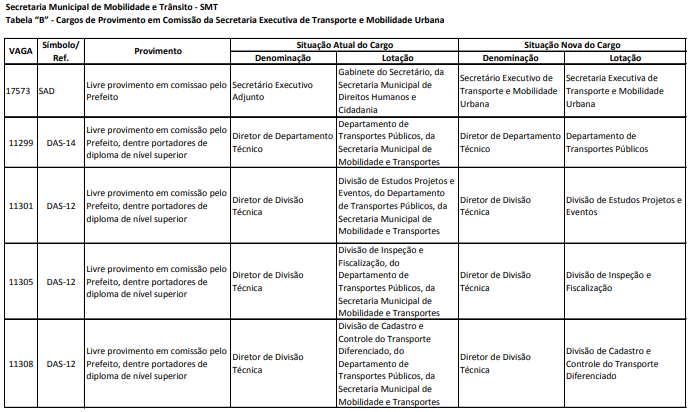 Secretaria Municipal de Mobilidade e Trânsito - SMT
Tabela “B” - Cargos de Provimento em Comissão da Secretaria Executiva de Transporte e Mobilidade Urbana
VAGA
Símbolo/
Ref.
Provimento
Situação Atual do Cargo
Situação Nova do Cargo
Denominação
Lotação
Denominação
Lotação
17573
SAD
Livre provimento em comissao pelo
Prefeito
Secretário Executivo
Adjunto
Gabinete do Secretário, da
Secretaria Municipal de
Direitos Humanos e
Cidadania
Secretário Executivo de
Transporte e Mobilidade
Urbana
Secretaria Executiva de
Transporte e Mobilidade
Urbana
11299
DAS-14
Livre provimento em comissão pelo
Prefeito, dentre portadores de
diploma de nível superior
Diretor de Departamento
Técnico
Departamento de
Transportes Públicos, da
Secretaria Municipal de
Mobilidade e Transportes
Diretor de Departamento
Técnico
Departamento de
Transportes Públicos
11301
DAS-12
Livre provimento em comissão pelo
Prefeito, dentre portadores de
diploma de nível superior
Diretor de Divisão
Técnica
Divisão de Estudos Projetos e
Eventos, do Departamento
de Transportes Públicos, da
Secretaria Municipal de
Mobilidade e Transportes
Diretor de Divisão
Técnica
Divisão de Estudos Projetos e
Eventos
11305
DAS-12
Livre provimento em comissão pelo
Prefeito, dentre portadores de
diploma de nível superior
Diretor de Divisão
Técnica
Divisão de Inspeção e
Fiscalização, do
Departamento de
Transportes Públicos, da
Secretaria Municipal de
Mobilidade e Transportes
Diretor de Divisão
Técnica
Divisão de Inspeção e
Fiscalização
11308
DAS-12
Livre provimento em comissão pelo
Prefeito, dentre portadores de
diploma de nível superior
Diretor de Divisão
Técnica
Divisão de Cadastro e
Controle do Transporte
Diferenciado, do
Departamento de
Transportes Públicos, da
Secretaria Municipal de
Mobilidade e Transportes
Diretor de Divisão
Técnica
Divisão de Cadastro e
Controle do Transporte
Diferenciado